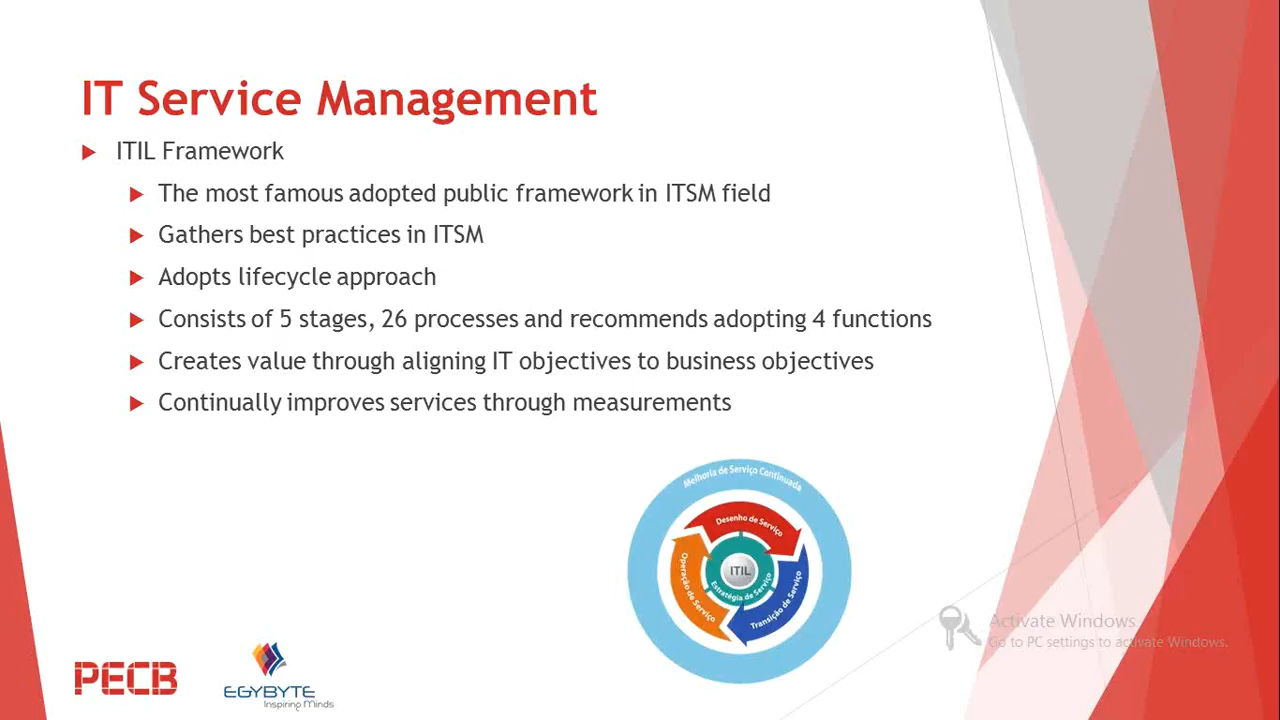 IT Service Management
ITIL Framework
The most famous adopted public framework in ITSM field
Gathers best practices in ITSM
Adopts lifecycle approach
Consists of 5 stages, 26 processes and recommends adopting 4 functions
Creates value through aligning IT objectives to business objectives
Continually improves services through measurements
Melhoria de Serviço Continuada
Desenho de Serviço
Operação de Serviço
ITIL
Estratégia de Serviço
Transição de Serviço
Activate Windows
Go to PC settings to activate Windows.
PECB
EGYBYTE
Inspiring Minds